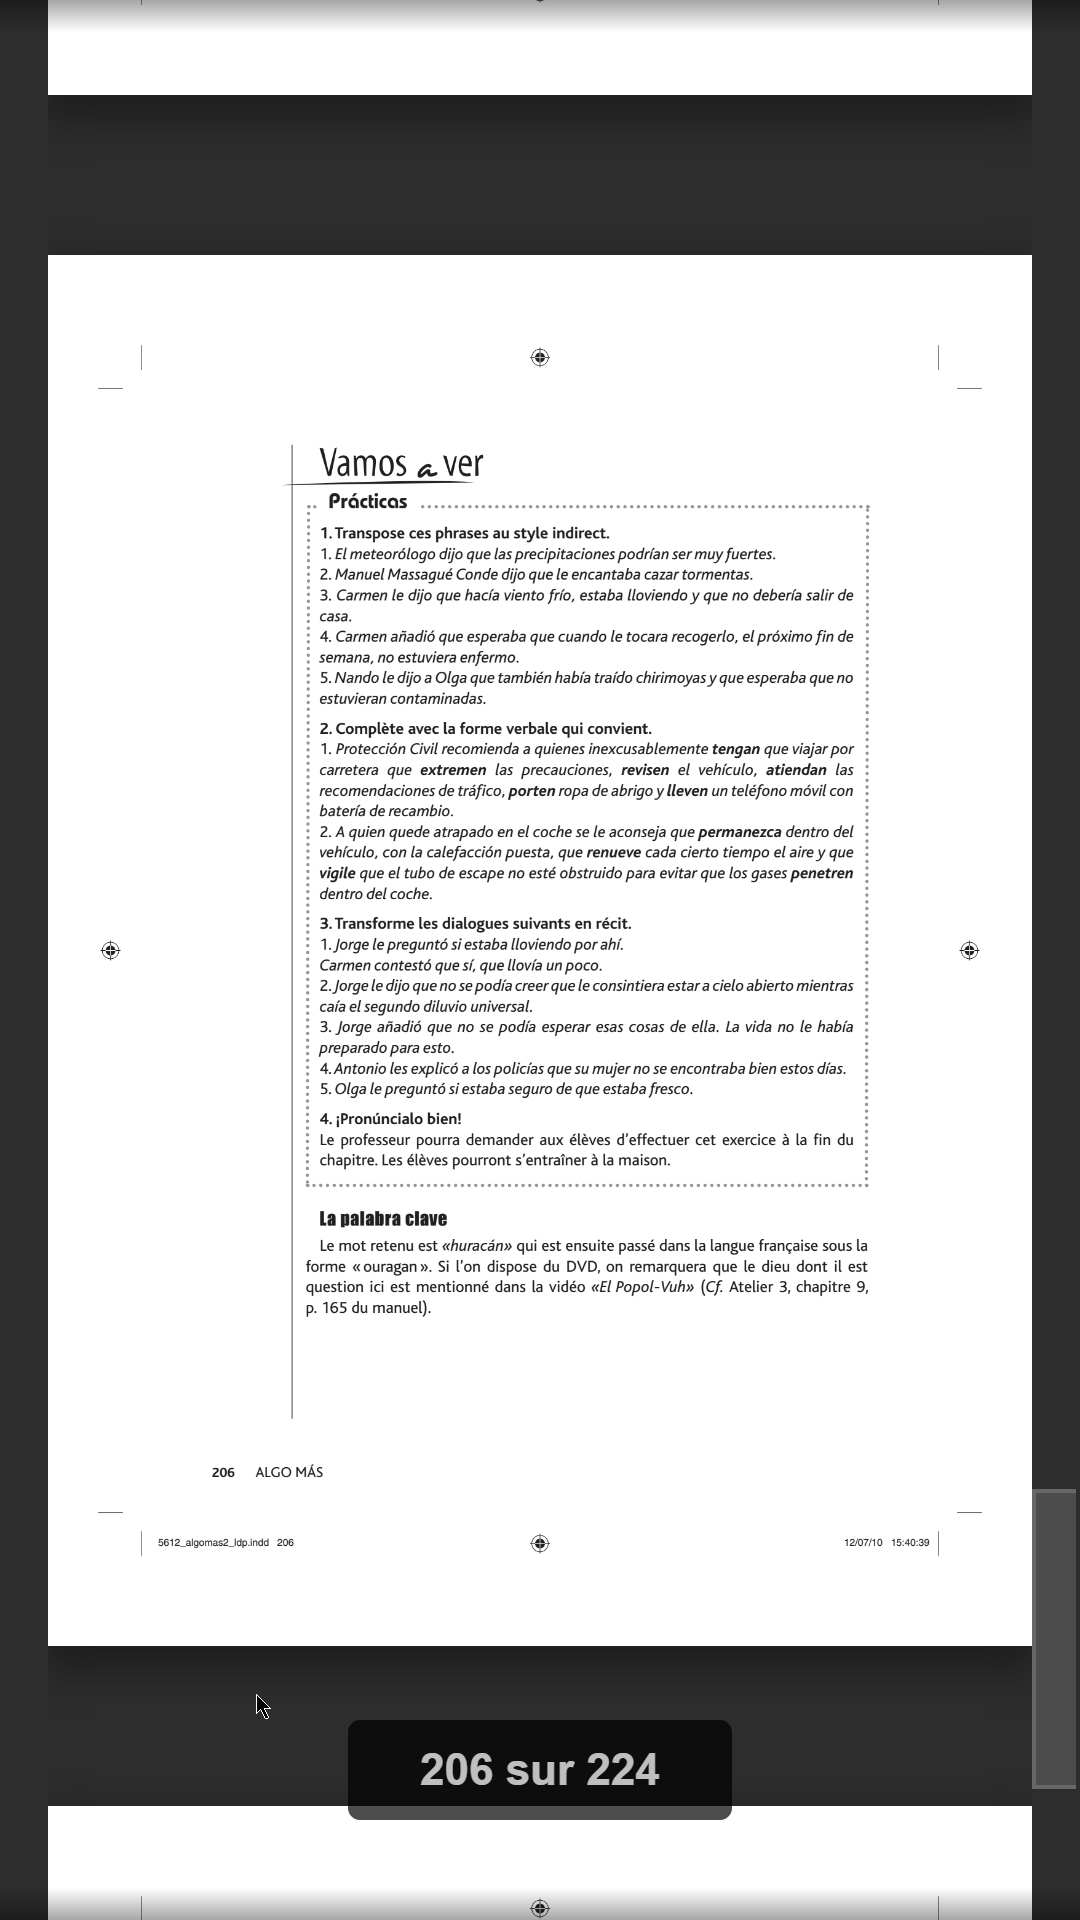 Vamos a ver
Prácticas
1. Transpose ces phrases au style indirect.
1. El meteorólogo dijo que las precipitaciones podrían ser muy fuertes.
2. Manuel Massagué Conde dijo que le encantaba cazar tormentas.
3. Carmen le dijo que hacía viento frío, estaba lloviendo y que no debería salir de
casa.
4. Carmen añadió que esperaba que cuando le tocara recogerlo, el próximo fin de
semana, no estuviera enfermo.
5. Nando le dijo a Olga que también había traído chirimoyas y que esperaba que no
estuvieran contaminadas.
2. Complète avec la forme verbale qui convient.
1. Protección Civil recomienda a quienes inexcusablemente tengan que viajar por
carretera que extremen las precauciones, revisen el vehículo, atiendan las
recomendaciones de tráfico, porten ropa de abrigo y lleven un teléfono móvil con
batería de recambio.
2. A quien quede atrapado en el coche se le aconseja que permanezca dentro del
vehículo, con la calefacción puesta, que renueve cada cierto tiempo el aire y que
vigile que el tubo de escape no esté obstruido para evitar que los gases penetren
dentro del coche.
3. Transforme les dialogues suivants en récit.
1. Jorge le preguntó si estaba lloviendo por ahí.
Carmen contestó que sí, que llovía un poco.
2. Jorge le dijo que no se podía creer que le consintiera estar a cielo abierto mientras
caía el segundo diluvio universal.
3. Jorge añadió que no se podía esperar esas cosas de ella. La vida no le había
preparado para esto.
4. Antonio les explicó a los policías que su mujer no se encontraba bien estos días.
5. Olga le preguntó si estaba seguro de que estaba fresco.
4. ¡Pronúncialo bien!
Le professeur pourra demander aux élèves d'effectuer cet exercice à la fin du
chapitre. Les élèves pourront s'entraîner à la maison.
La palabra clave
Le mot retenu est «huracán» qui est ensuite passé dans la langue française sous la
forme « ouragan ». Si l'on dispose du DVD, on remarquera que le dieu dont il est
question ici est mentionné dans la vidéo «El Popol-Vuh» (Cf. Atelier 3, chapitre 9,
p. 165 du manuel).
206 ALGO MÁS
5612_algomas2_ldp.indd 206
12/07/10 15:40:39
206 sur 224